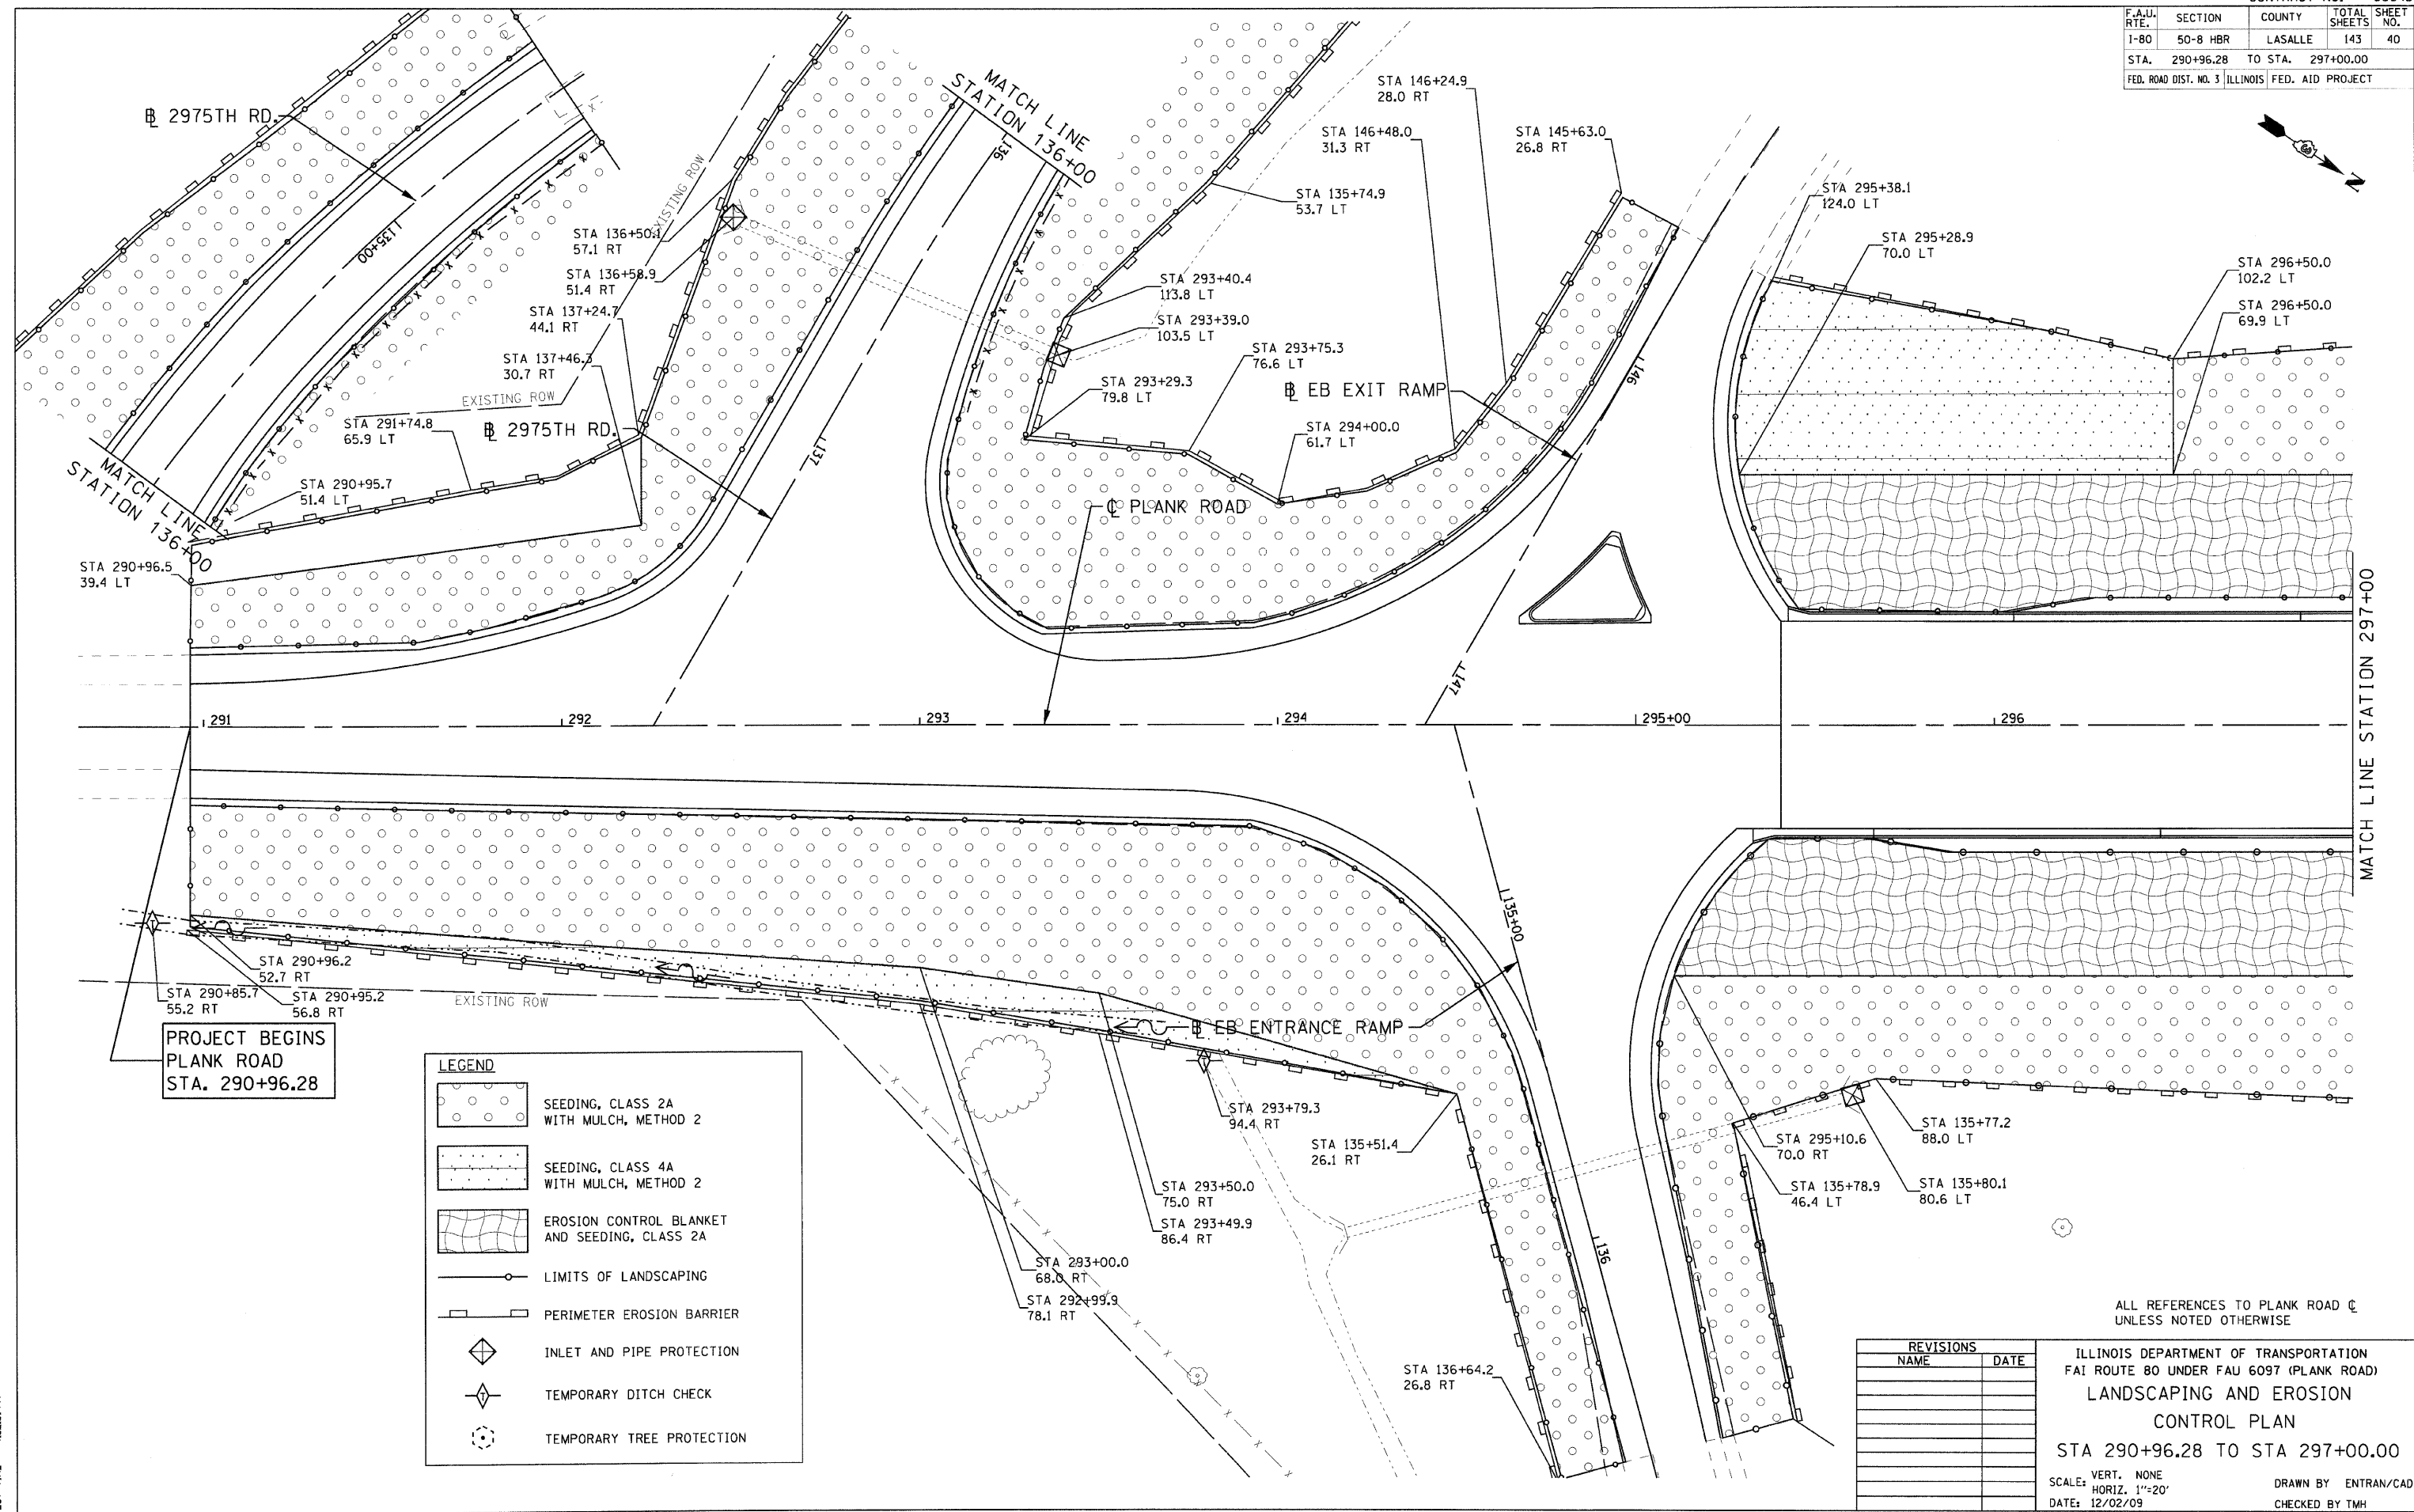 F.A.U. RTE. SECTION COUNTY TOTAL SHEETS SHEET NO.
I-80 50-8 HBR LASALLE 143 40
STA. 290+96.28 TO STA. 297+00.00
FED. ROAD DIST. NO. 3 ILLINOIS FED. AID PROJECT
N
B 2975TH RD.
135+00
EXISTING ROW
MATCH LINE
STATION 136+00
136
STA 136+50.1
57.1 RT
STA 136+58.9
51.4 RT
STA 137+24.7
44.1 RT
STA 137+46.3
30.7 RT
EXISTING ROW
B 2975TH RD.
137
STA 291+74.8
65.9 LT
STA 290+95.7
51.4 LT
MATCH LINE
STATION 136+00
STA 290+96.5
39.4 LT
STA 146+24.9
28.0 RT
STA 146+48.0
31.3 RT
STA 145+63.0
26.8 RT
STA 135+74.9
53.7 LT
STA 293+40.4
113.8 LT
STA 293+39.0
103.5 LT
STA 293+75.3
76.6 LT
STA 293+29.3
79.8 LT
B EB EXIT RAMP
146
STA 294+00.0
61.7 LT
℄ PLANK ROAD
147
STA 295+38.1
124.0 LT
STA 295+28.9
70.0 LT
STA 296+50.0
102.2 LT
STA 296+50.0
69.9 LT
MATCH LINE STATION 297+00
291
292
293
294
295+00
296
135+00
136
STA 290+96.2
52.7 RT
STA 290+85.7
55.2 RT
STA 290+95.2
56.8 RT
EXISTING ROW
PROJECT BEGINS
PLANK ROAD
STA. 290+96.28
B EB ENTRANCE RAMP
STA 293+79.3
94.4 RT
STA 135+51.4
26.1 RT
STA 293+50.0
75.0 RT
STA 293+49.9
86.4 RT
STA 293+00.0
68.0 RT
STA 292+99.9
78.1 RT
STA 136+64.2
26.8 RT
STA 295+10.6
70.0 RT
STA 135+77.2
88.0 LT
STA 135+78.9
46.4 LT
STA 135+80.1
80.6 LT
LEGEND
SEEDING, CLASS 2A
WITH MULCH, METHOD 2
SEEDING, CLASS 4A
WITH MULCH, METHOD 2
EROSION CONTROL BLANKET
AND SEEDING, CLASS 2A
LIMITS OF LANDSCAPING
PERIMETER EROSION BARRIER
INLET AND PIPE PROTECTION
T TEMPORARY DITCH CHECK
TEMPORARY TREE PROTECTION
ALL REFERENCES TO PLANK ROAD ℄
UNLESS NOTED OTHERWISE
REVISIONS
NAME DATE
ILLINOIS DEPARTMENT OF TRANSPORTATION
FAI ROUTE 80 UNDER FAU 6097 (PLANK ROAD)
LANDSCAPING AND EROSION
CONTROL PLAN
STA 290+96.28 TO STA 297+00.00
SCALE: VERT. NONE
HORIZ. 1"=20'
DATE: 12/02/09
DRAWN BY ENTRAN/CAD
CHECKED BY TMH